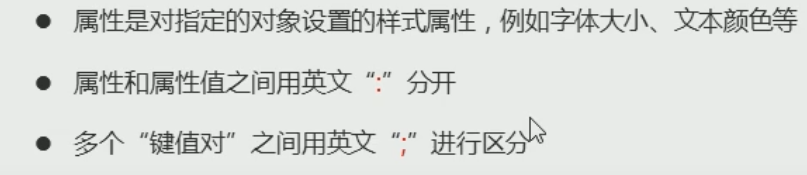 ● 属性是对指定的对象设置的样式属性，例如字体大小、文本颜色等
● 属性和属性值之间用英文“:”分开
● 多个“键值对”之间用英文“;”进行区分